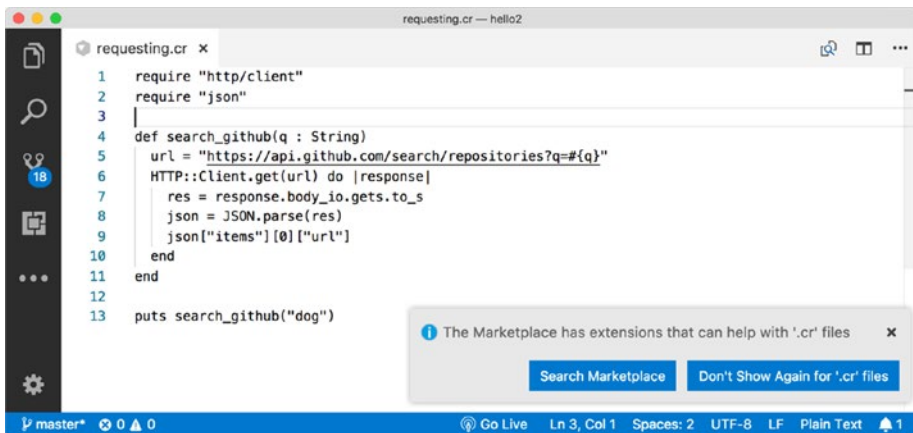 requesting.cr — hello2
requesting.cr ×
1 require "http/client"
2 require "json"
3
4 def search_github(q : String)
5   url = "https://api.github.com/search/repositories?q=#{q}"
6   HTTP::Client.get(url) do |response|
7     res = response.body_io.gets.to_s
8     json = JSON.parse(res)
9     json["items"][0]["url"]
10   end
11 end
12
13 puts search_github("dog")
18
The Marketplace has extensions that can help with '.cr' files ×
Search Marketplace Don't Show Again for '.cr' files
master* 0 0 Go Live Ln 3, Col 1 Spaces: 2 UTF-8 LF Plain Text 1